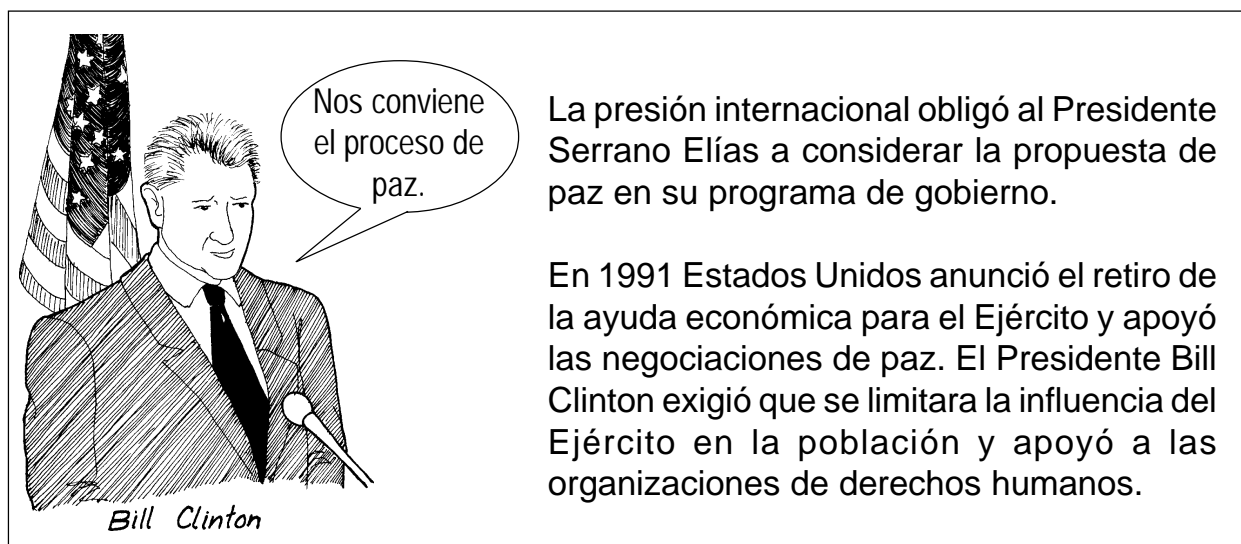 Nos conviene
el proceso de
paz.
La presión internacional obligó al Presidente
Serrano Elías a considerar la propuesta de
paz en su programa de gobierno.
En 1991 Estados Unidos anunció el retiro de
la ayuda económica para el Ejército y apoyó
las negociaciones de paz. El Presidente Bill
Clinton exigió que se limitara la influencia del
Ejército en la población y apoyó a las
organizaciones de derechos humanos.
Bill Clinton